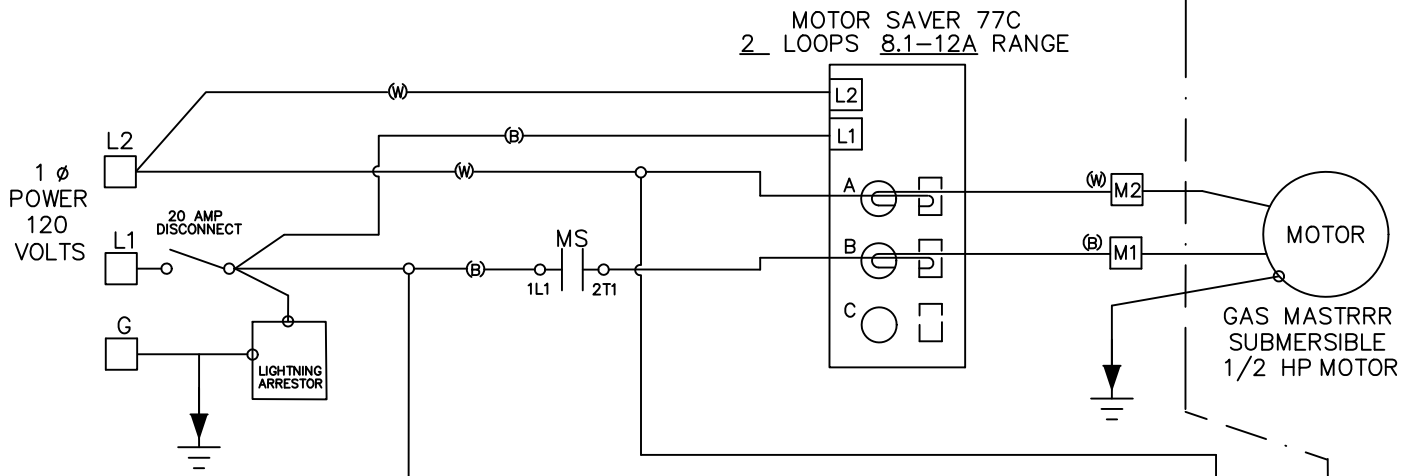 MOTOR SAVER 77C
2 LOOPS 8.1-12A RANGE
(W)
L2
L2
(B)
L1
1 ø
POWER
120
VOLTS
(W)
20 AMP
DISCONNECT
A
(W)
M2
L1
MS
(B)
1L1
2T1
B
(B)
M1
MOTOR
G
LIGHTNING
ARRESTOR
C
GAS MASTRRR
SUBMERSIBLE
1/2 HP MOTOR